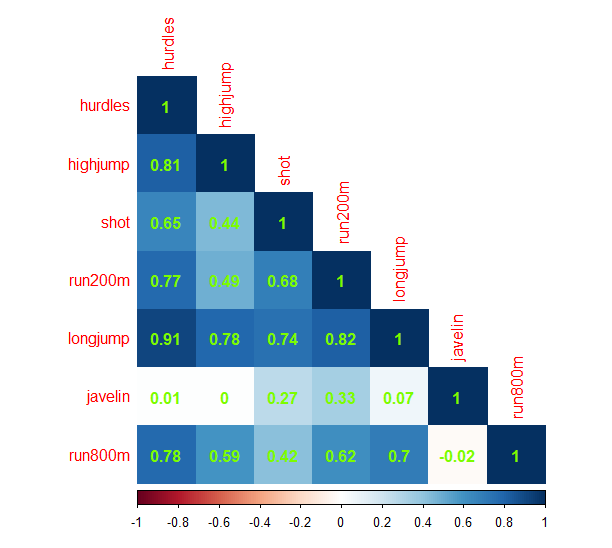 hurdles
hurdles 1 highjump
highjump 0.81 1 shot
shot 0.65 0.44 1 run200m
run200m 0.77 0.49 0.68 1 longjump
longjump 0.91 0.78 0.74 0.82 1 javelin
javelin 0.01 0 0.27 0.33 0.07 1 run800m
run800m 0.78 0.59 0.42 0.62 0.7 -0.02 1
-1 -0.8 -0.6 -0.4 -0.2 0 0.2 0.4 0.6 0.8 1